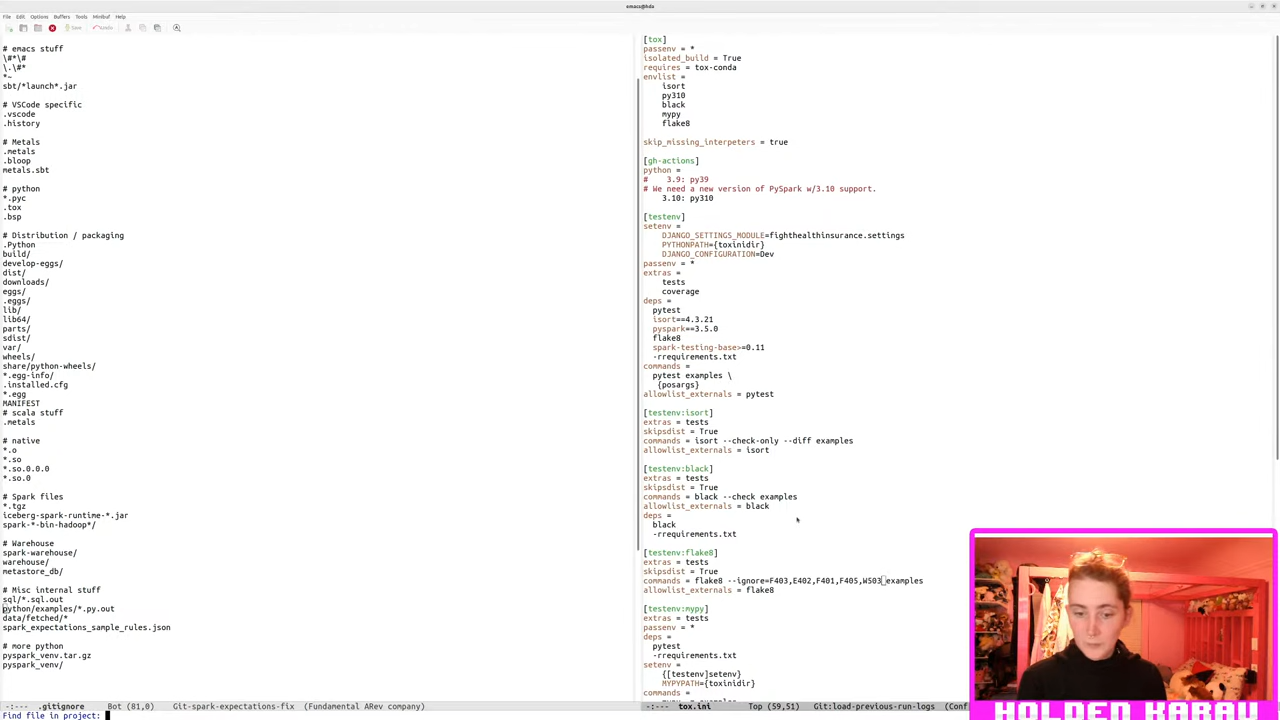 emacs@hda
File Edit Options Buffers Tools Minibuf Help
Save Undo
# emacs stuff
\#*\#
\.\#*
*~
sbt/*launch*.jar
# VSCode specific
.vscode
.history
# Metals
.metals
.bloop
metals.sbt
# python
*.pyc
.tox
.bsp
# Distribution / packaging
.Python
build/
develop-eggs/
dist/
downloads/
eggs/
.eggs/
lib/
lib64/
parts/
sdist/
var/
wheels/
share/python-wheels/
*.egg-info/
.installed.cfg
*.egg
MANIFEST
# scala stuff
.metals
# native
*.o
*.so
*.so.0.0.0
*.so.0
# Spark files
*.tgz
iceberg-spark-runtime-*.jar
spark-*-bin-hadoop*/
# Warehouse
spark-warehouse/
warehouse/
metastore_db/
# Misc internal stuff
sql/*.sql.out
python/examples/*.py.out
data/fetched/*
spark_expectations_sample_rules.json
# more python
pyspark_venv.tar.gz
pyspark_venv/
-:--- .gitignore Bot (81,0) Git-spark-expectations-fix (Fundamental ARev company)
Find file in project:
[tox]
passenv = *
isolated_build = True
requires = tox-conda
envlist =
isort
py310
black
mypy
flake8
skip_missing_interpeters = true
[gh-actions]
python =
# 3.9: py39
# We need a new version of PySpark w/3.10 support.
3.10: py310
[testenv]
setenv =
DJANGO_SETTINGS_MODULE=fighthealthinsurance.settings
PYTHONPATH={toxinidir}
DJANGO_CONFIGURATION=Dev
passenv = *
extras =
tests
coverage
deps =
pytest
isort==4.3.21
pyspark==3.5.0
flake8
spark-testing-base>=0.11
-rrequirements.txt
commands =
pytest examples \
{posargs}
allowlist_externals = pytest
[testenv:isort]
extras = tests
skipsdist = True
commands = isort --check-only --diff examples
allowlist_externals = isort
[testenv:black]
extras = tests
skipsdist = True
commands = black --check examples
allowlist_externals = black
deps =
black
-rrequirements.txt
[testenv:flake8]
extras = tests
skipsdist = True
commands = flake8 --ignore=F403,E402,F401,F405,W503 examples
allowlist_externals = flake8
[testenv:mypy]
extras = tests
passenv = *
deps =
pytest
-rrequirements.txt
setenv =
{[testenv]setenv}
MYPYPATH={toxinidir}
commands =
-:--- tox.ini Top (59,51) Git:load-previous-run-logs (Conf
HOLDEN KARAU